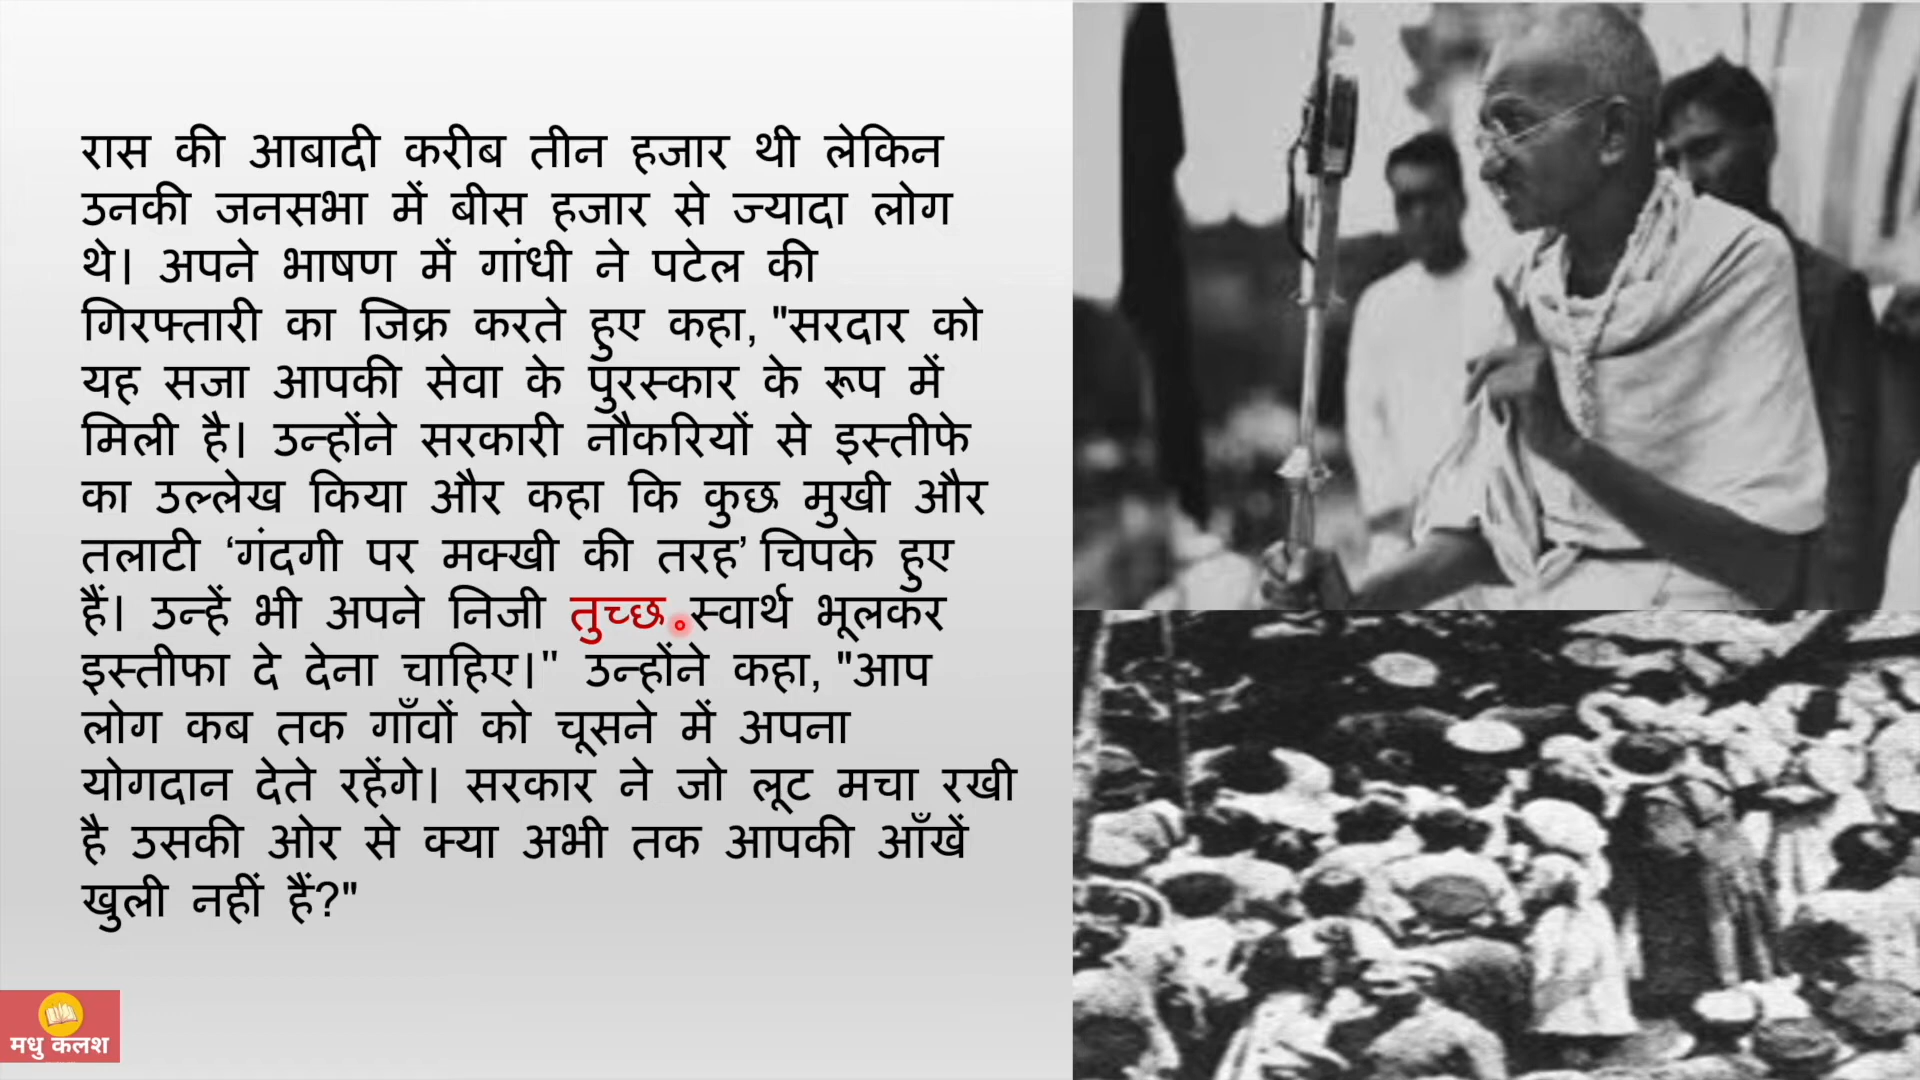 रास की आबादी करीब तीन हजार थी लेकिन
उनकी जनसभा में बीस हजार से ज्यादा लोग
थे। अपने भाषण में गांधी ने पटेल की
गिरफ्तारी का जिक्र करते हुए कहा, "सरदार को
यह सजा आपकी सेवा के पुरस्कार के रूप में
मिली है। उन्होंने सरकारी नौकरियों से इस्तीफे
का उल्लेख किया और कहा कि कुछ मुखी और
तलाटी ‘गंदगी पर मक्खी की तरह’ चिपके हुए
हैं। उन्हें भी अपने निजी तुच्छ स्वार्थ भूलकर
इस्तीफा दे देना चाहिए।" उन्होंने कहा, "आप
लोग कब तक गाँवों को चूसने में अपना
योगदान देते रहेंगे। सरकार ने जो लूट मचा रखी
है उसकी ओर से क्या अभी तक आपकी आँखें
खुली नहीं हैं?"
मधु कलश